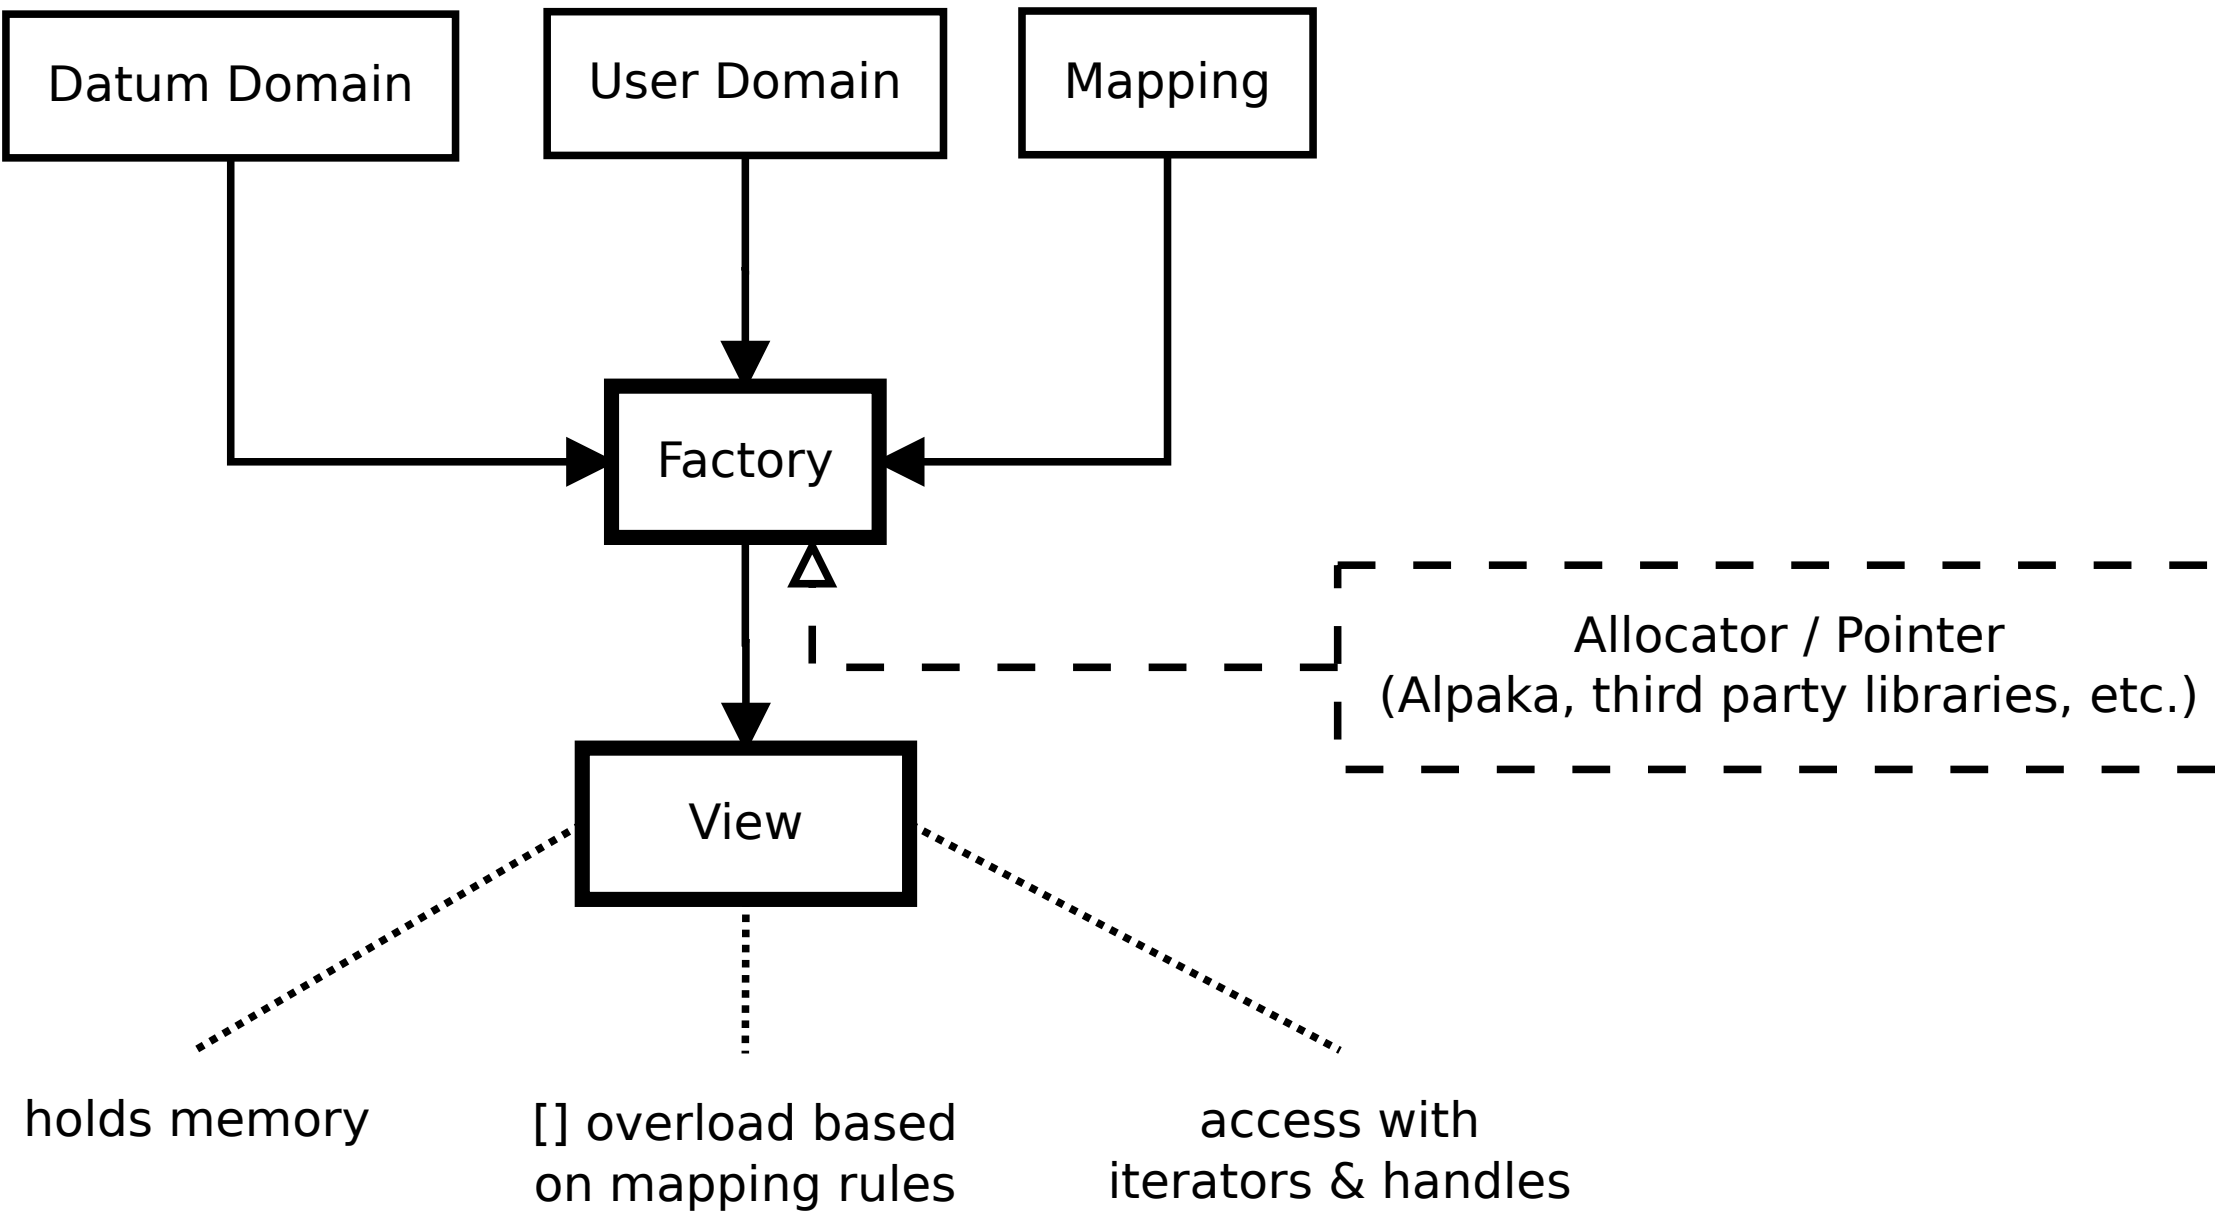 Datum Domain
User Domain
Mapping
Factory
Allocator / Pointer
(Alpaka, third party libraries, etc.)
View
holds memory
[] overload based
on mapping rules
access with
iterators & handles